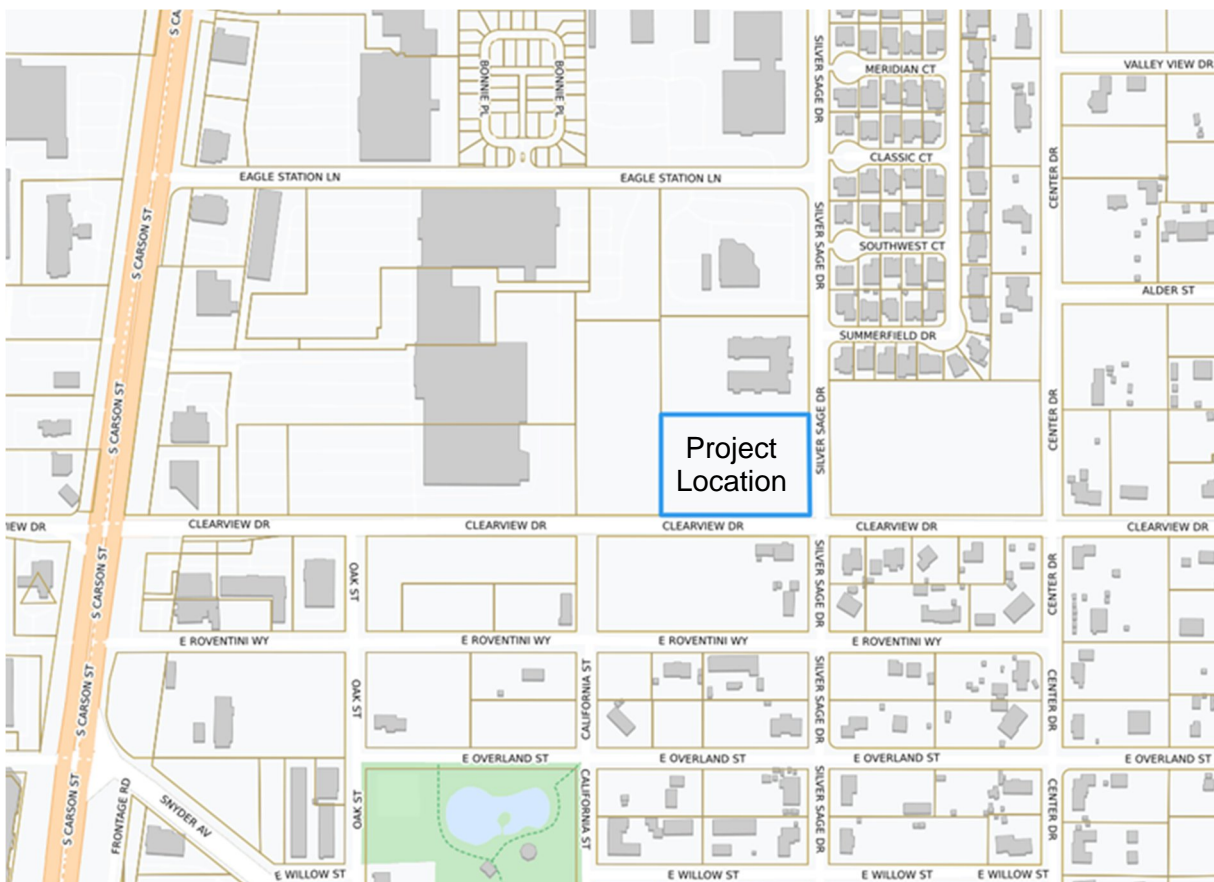 S CA
BONNIE PL
BONNIE PL
SILVER SAGE DR
MERIDIAN CT
VALLEY VIEW DR
CLASSIC CT
EAGLE STATION LN
EAGLE STATION LN
CENTER DR
S CARSON ST
SILVER SAGE DR
SOUTHWEST CT
ALDER ST
SUMMERFIELD DR
S CARSON ST
SILVER SAGE DR
CENTER DR
Project
Location
IEW DR
CLEARVIEW DR
CLEARVIEW DR
CLEARVIEW DR
CLEARVIEW DR
CLEARVIEW DR
S CARSON ST
OAK ST
SILVER SAGE DR
CENTER DR
E ROVENTINI WY
E ROVENTINI WY
E ROVENTINI WY
E ROVENTINI WY
S CARSON ST
OAK ST
CALIFORNIA ST
SILVER SAGE DR
CENTER DR
E OVERLAND ST
E OVERLAND ST
E OVERLAND ST
E OVERLAND ST
S CARSON ST
FRONTAGE RD
SNYDER AV
OAK ST
CALIFORNIA ST
SILVER SAGE DR
CENTER DR
E WILLOW ST
E WILLOW ST
E WILLOW ST
E WILLOW ST